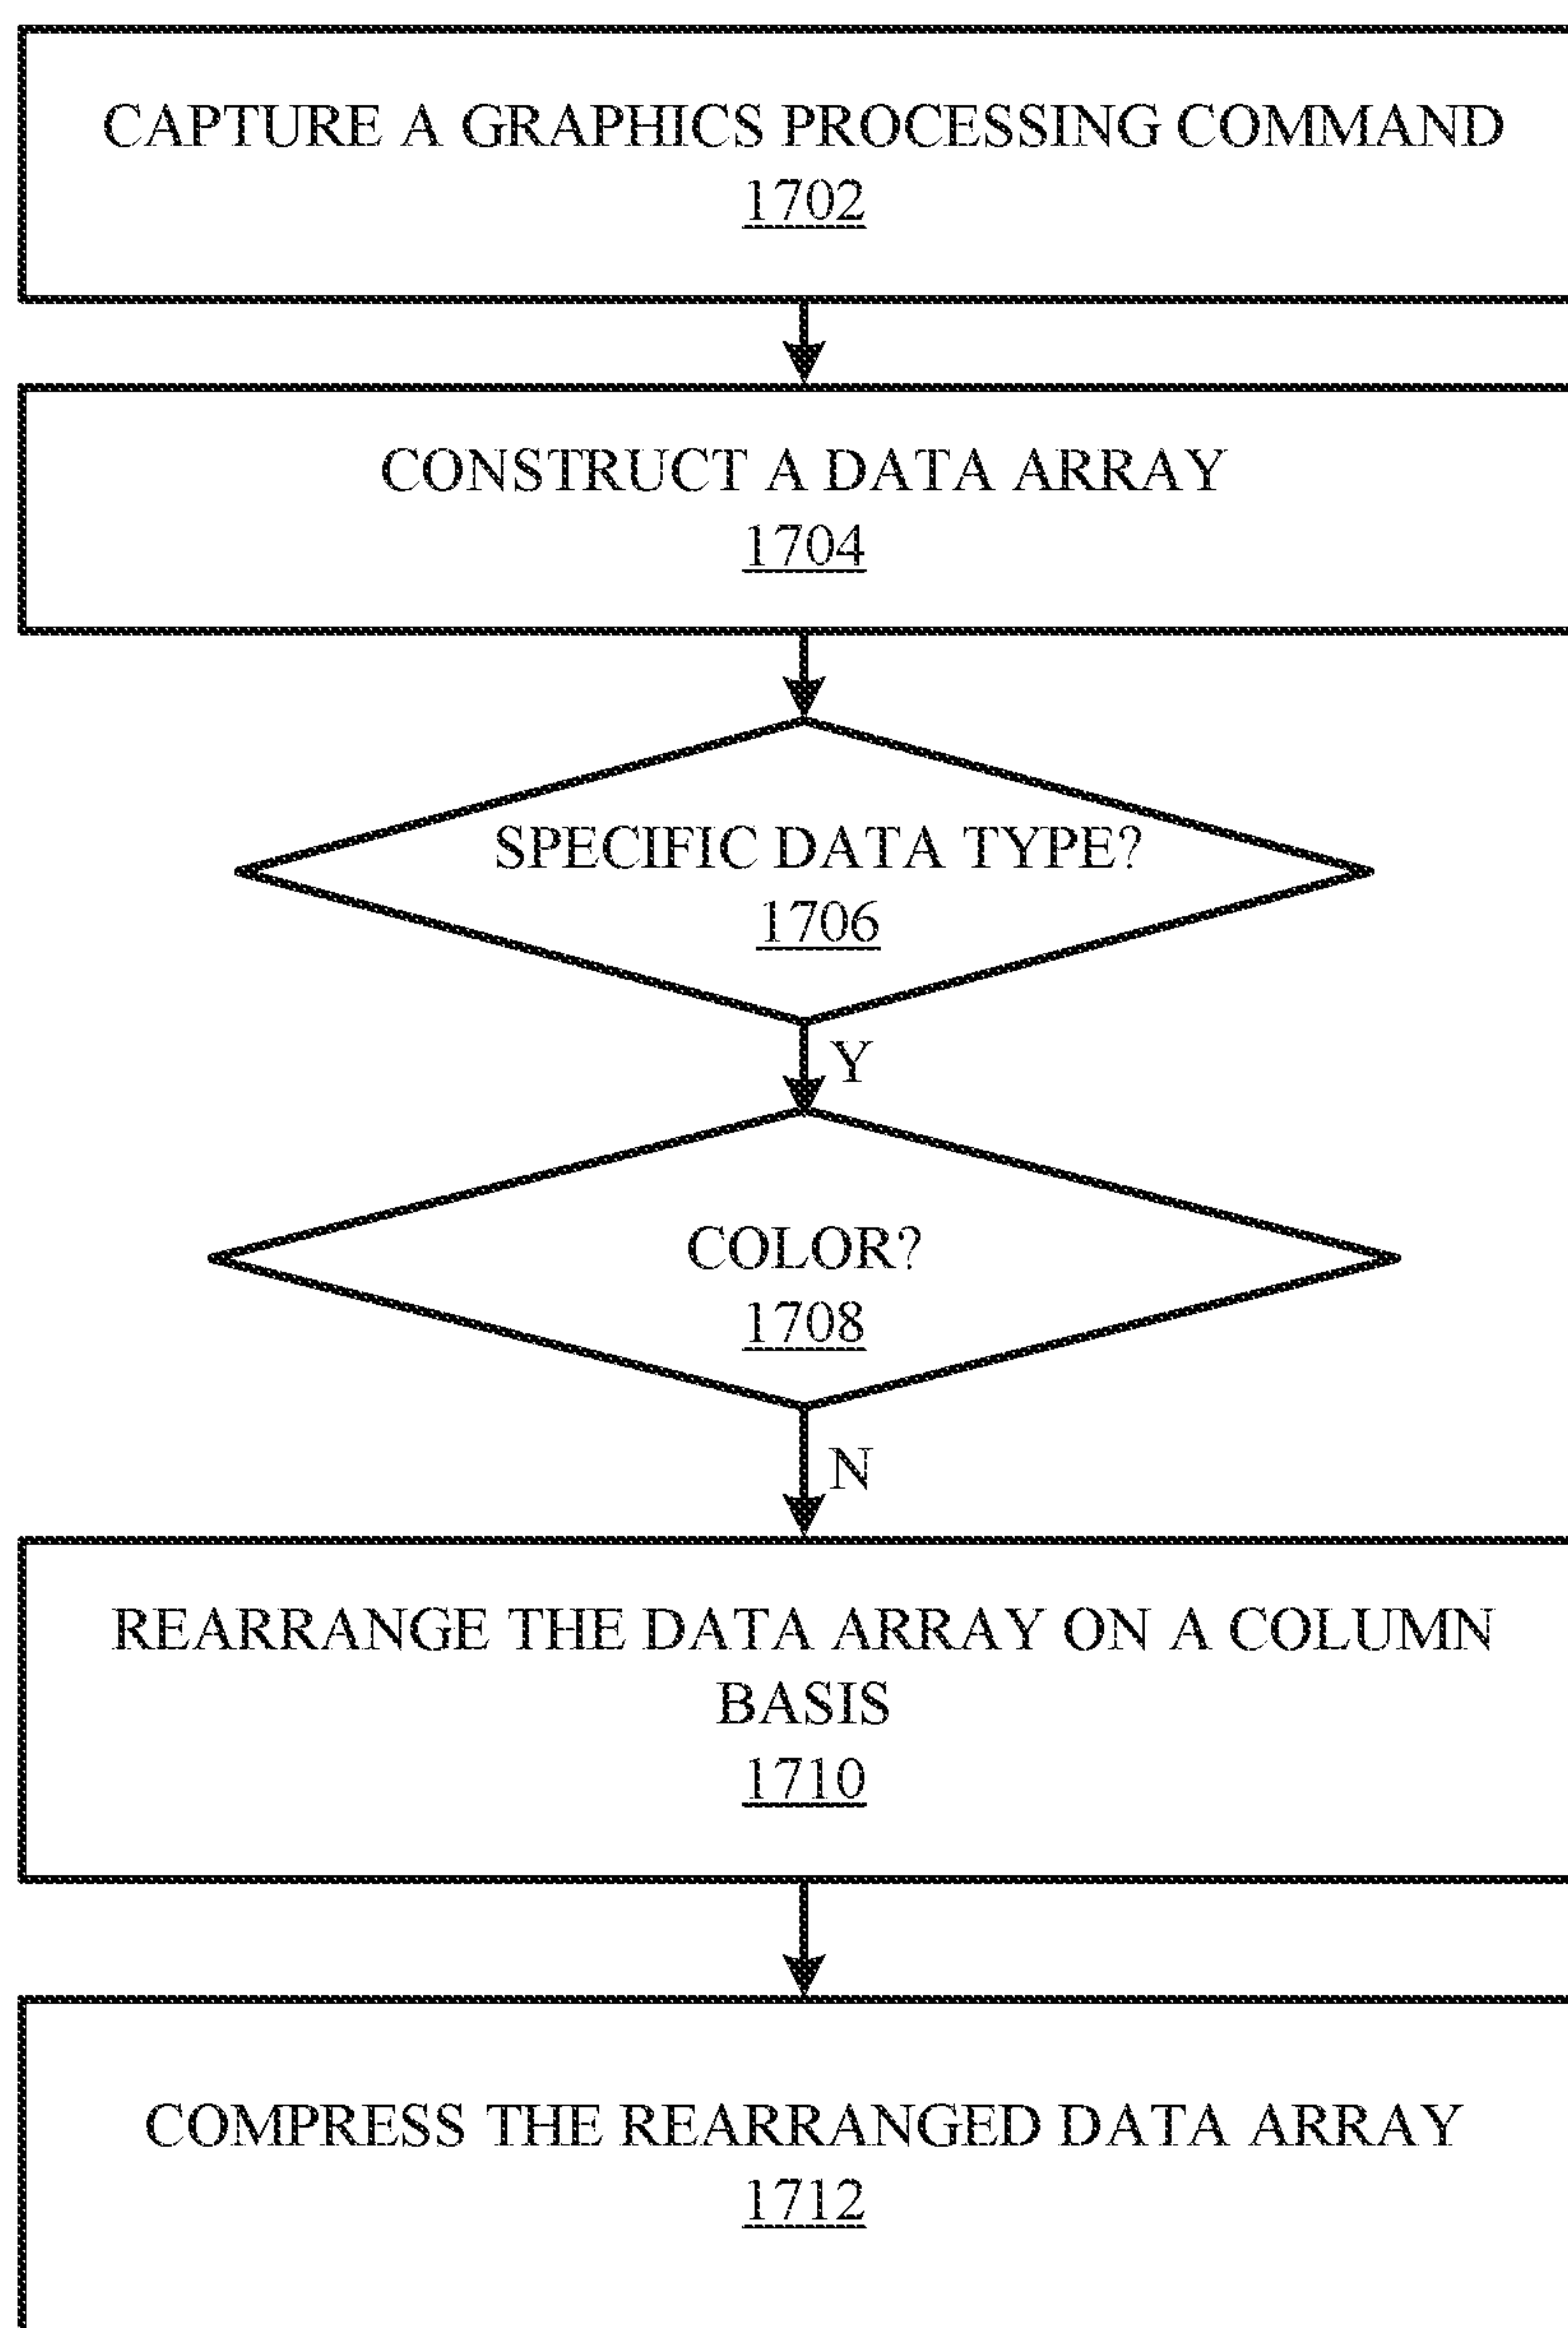 CAPTURE A GRAPHICS PROCESSING COMMAND
1702
CONSTRUCT A DATA ARRAY
1704
SPECIFIC DATA TYPE?
1706
Y
COLOR?
1708
N
REARRANGE THE DATA ARRAY ON A COLUMN
BASIS
1710
COMPRESS THE REARRANGED DATA ARRAY
1712